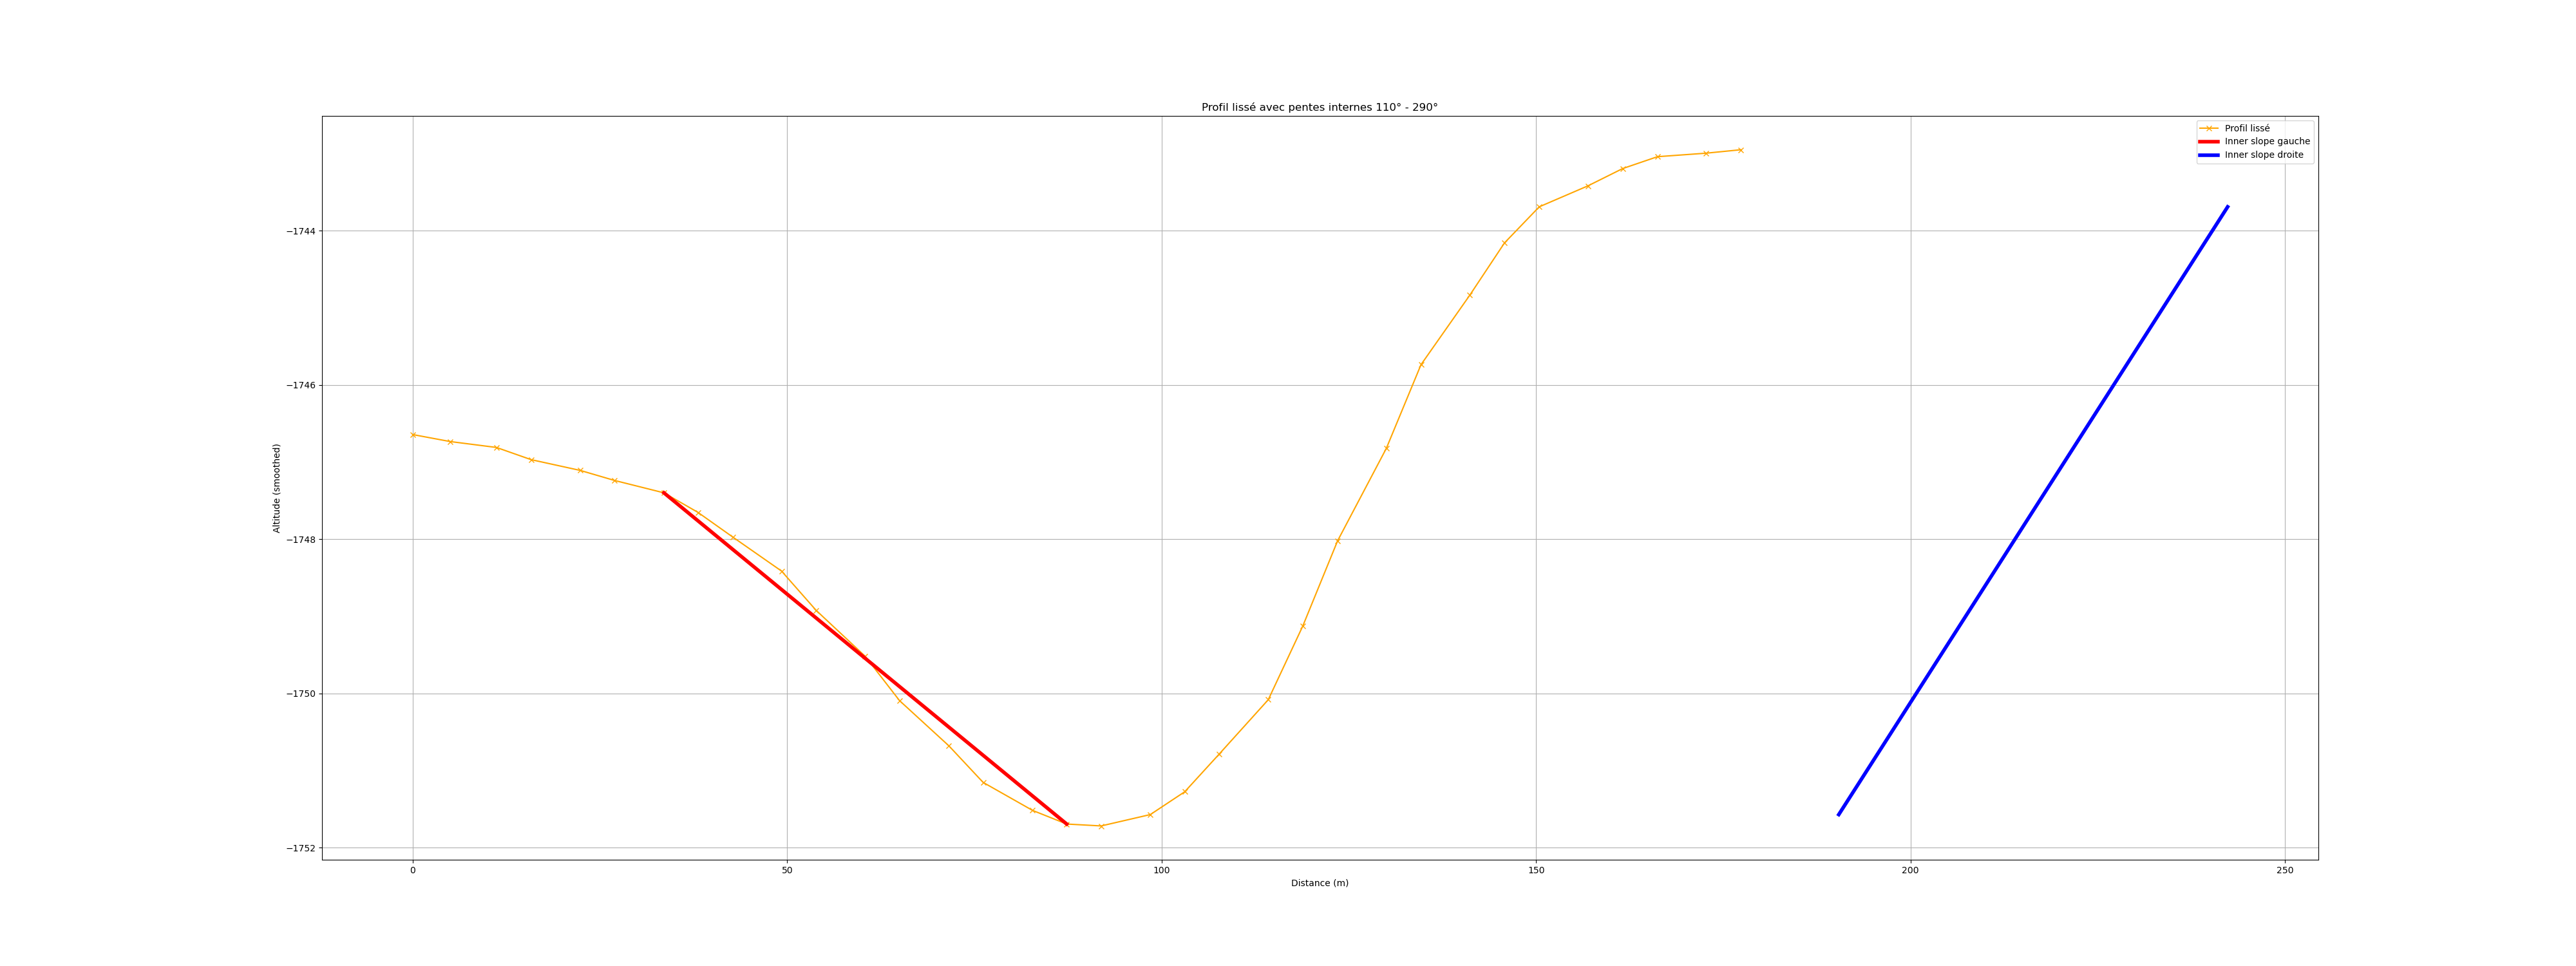 Profil lissé avec pentes internes 110° - 290°
Profil lissé
Inner slope gauche
Inner slope droite
Altitude (smoothed)
−1744
−1746
−1748
−1750
−1752
0
50
100
150
200
250
Distance (m)